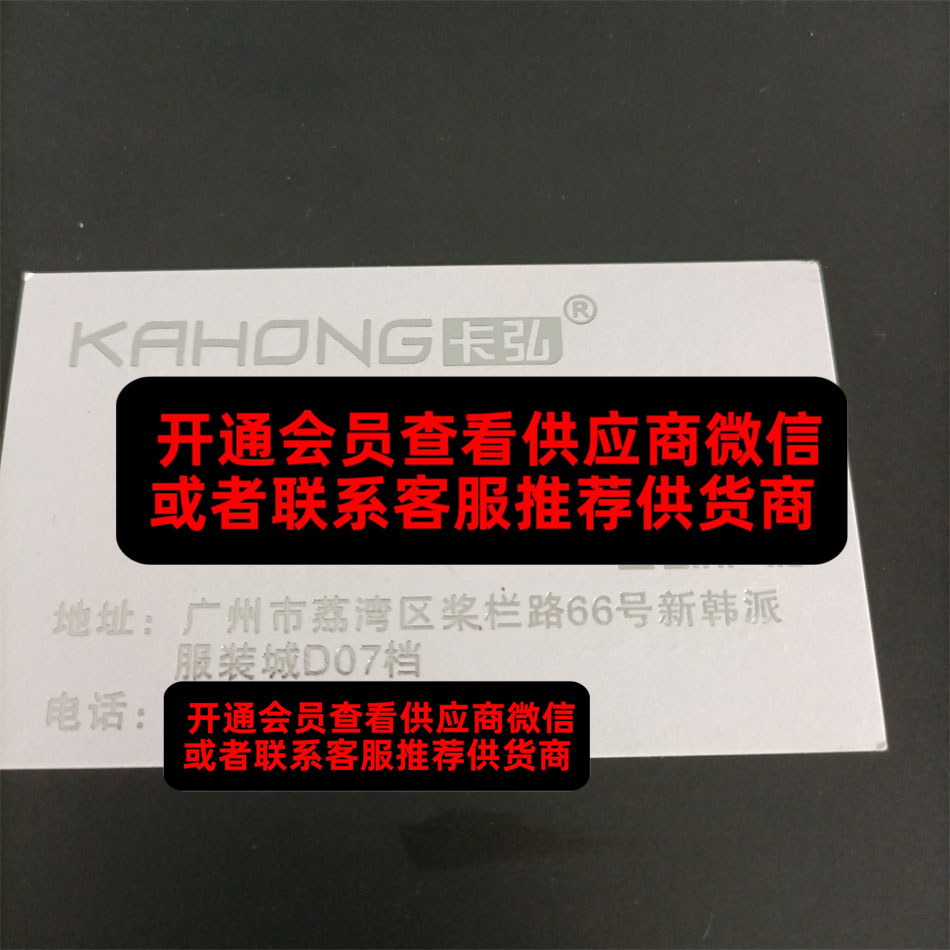 KAHONG卡弘®
开通会员查看供应商微信
或者联系客服推荐供货商
地址：广州市荔湾区桨栏路66号新韩派
服装城D07档
电话：
开通会员查看供应商微信
或者联系客服推荐供货商